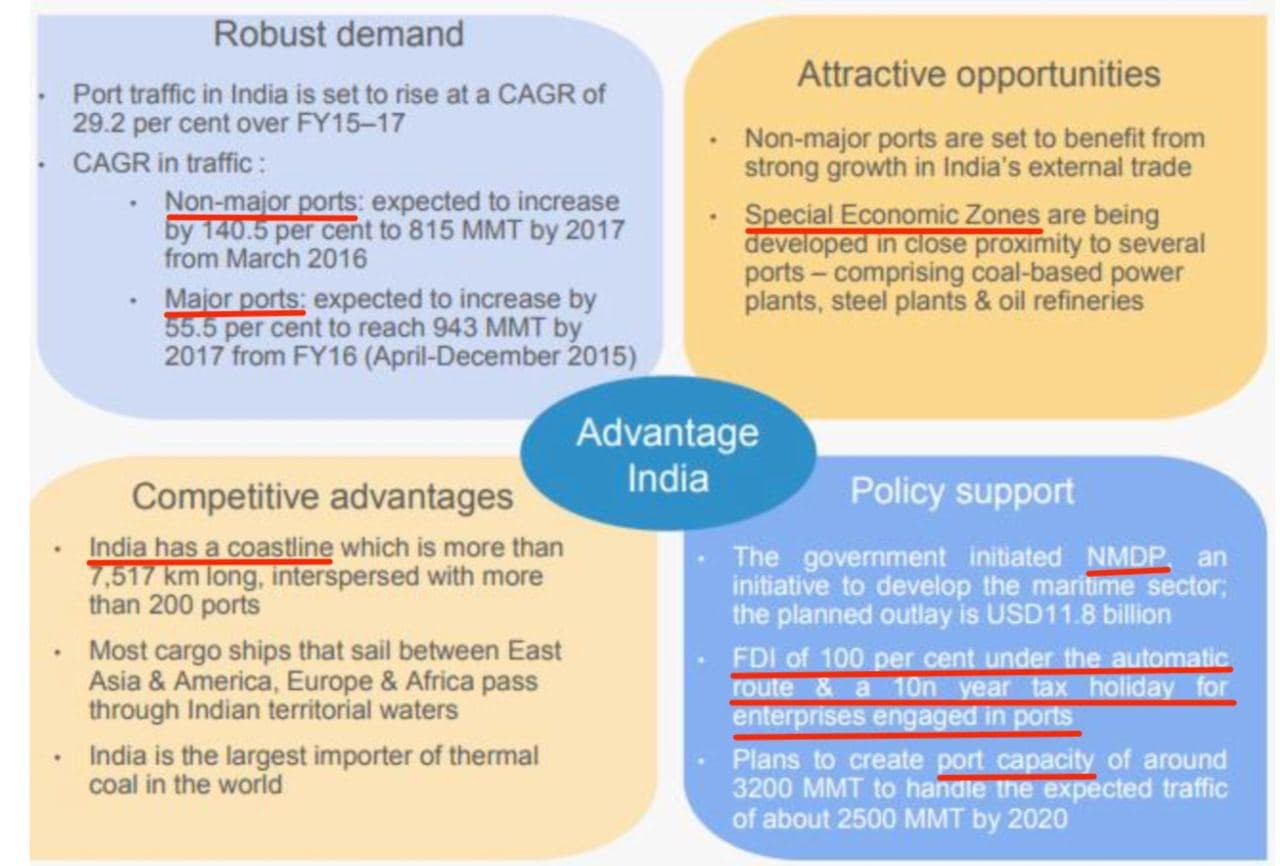 Robust demand
· Port traffic in India is set to rise at a CAGR of
29.2 per cent over FY15–17
· CAGR in traffic :
· Non-major ports: expected to increase
by 140.5 per cent to 815 MMT by 2017
from March 2016
· Major ports: expected to increase by
55.5 per cent to reach 943 MMT by
2017 from FY16 (April-December 2015)
Attractive opportunities
· Non-major ports are set to benefit from
strong growth in India's external trade
· Special Economic Zones are being
developed in close proximity to several
ports – comprising coal-based power
plants, steel plants & oil refineries
Advantage
India
Competitive advantages
· India has a coastline which is more than
7,517 km long, interspersed with more
than 200 ports
· Most cargo ships that sail between East
Asia & America, Europe & Africa pass
through Indian territorial waters
· India is the largest importer of thermal
coal in the world
Policy support
· The government initiated NMDP, an
initiative to develop the maritime sector;
the planned outlay is USD11.8 billion
· FDI of 100 per cent under the automatic
route & a 10n year tax holiday for
enterprises engaged in ports
· Plans to create port capacity of around
3200 MMT to handle the expected traffic
of about 2500 MMT by 2020